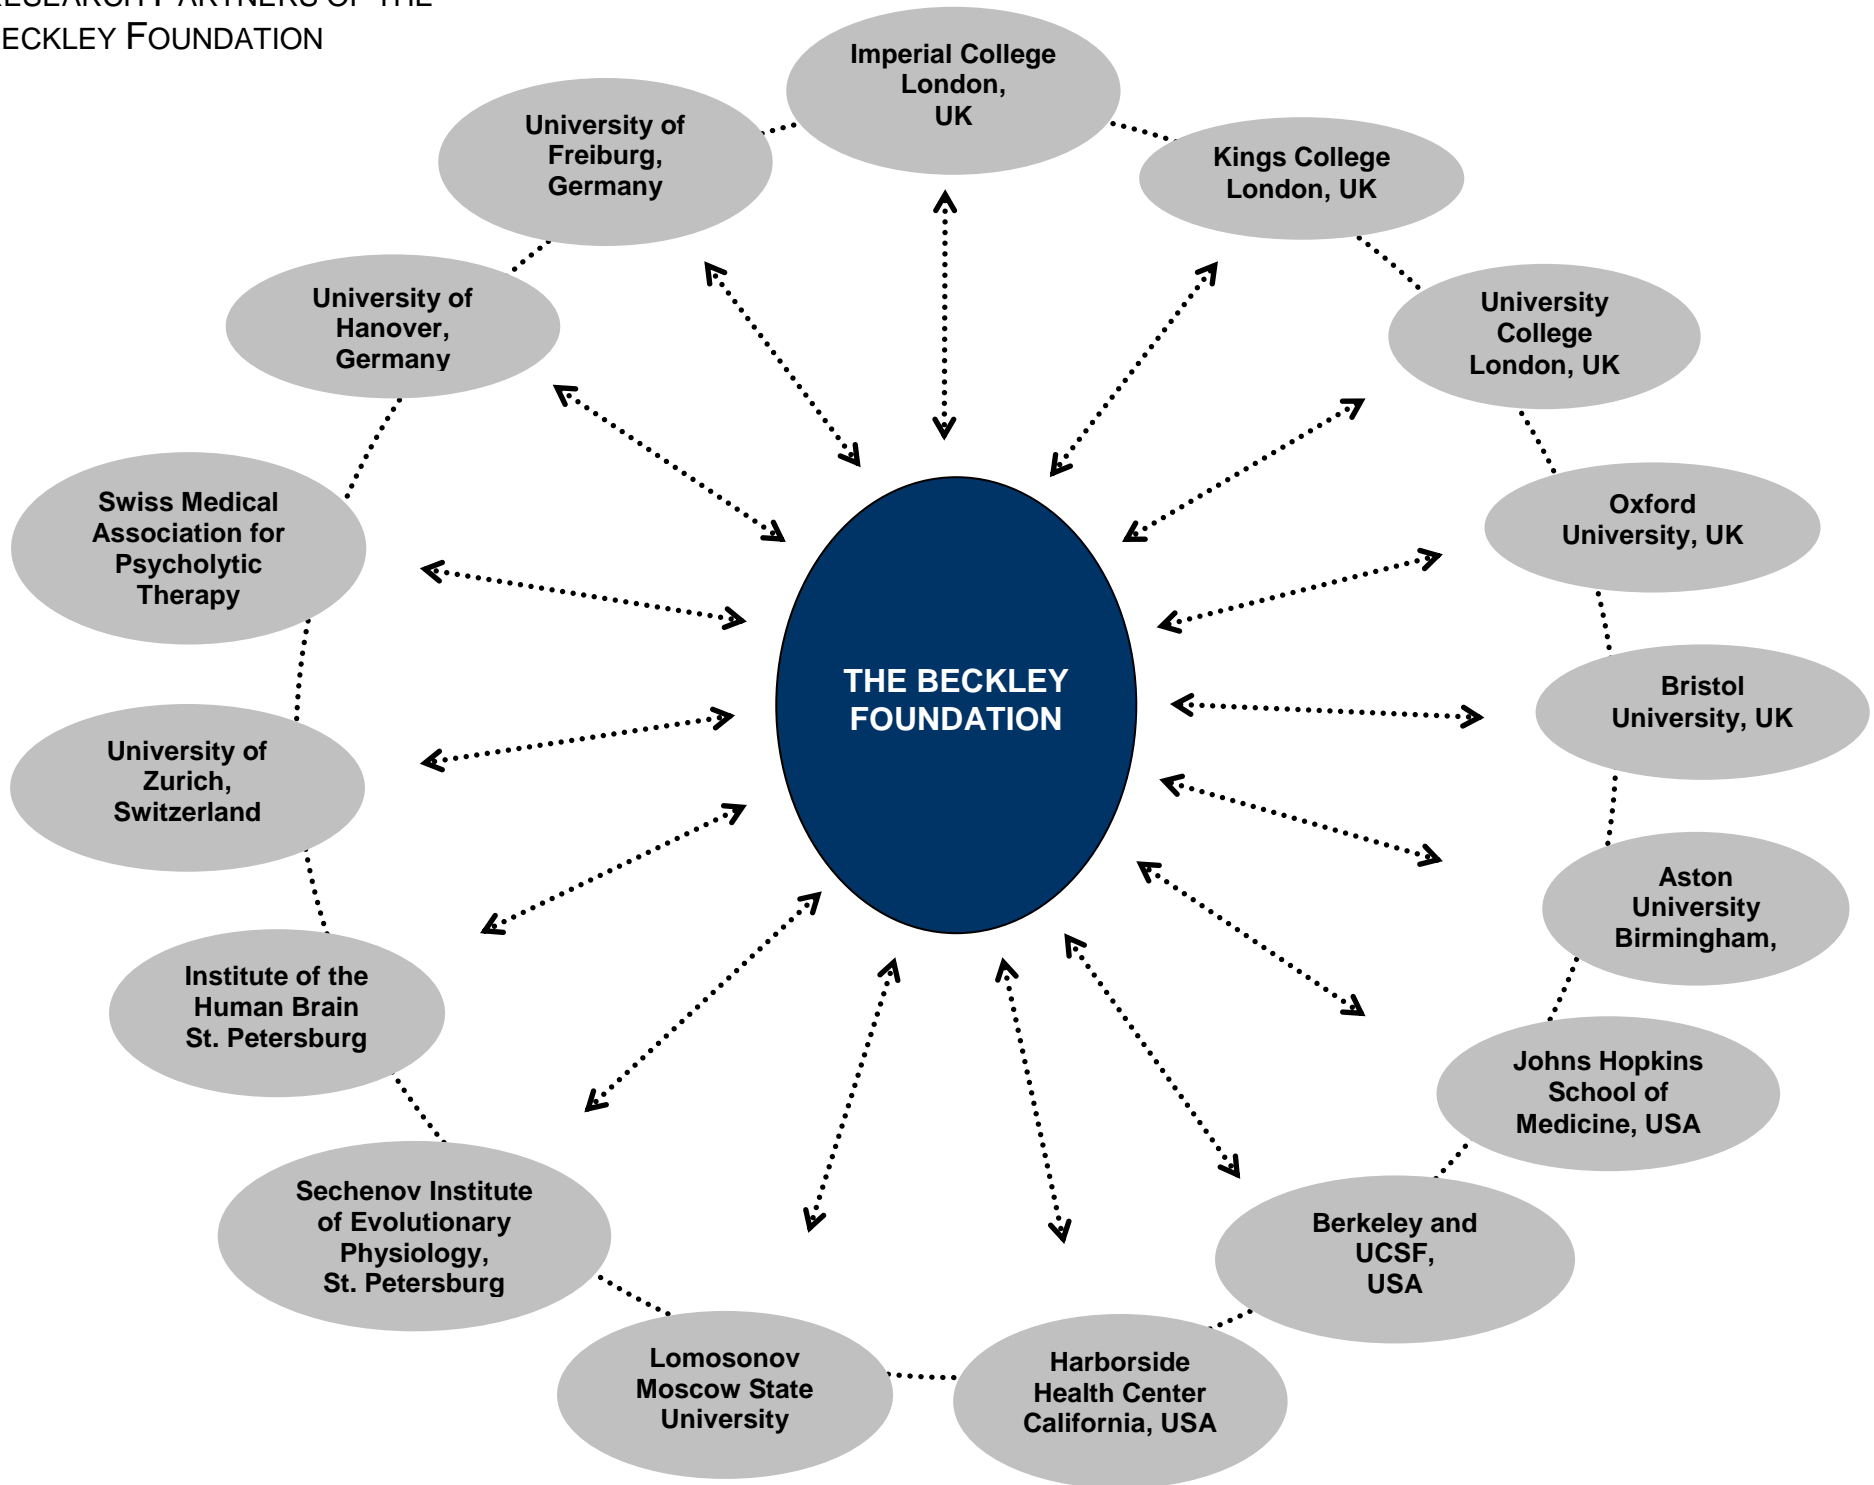 RESEARCH PARTNERS OF THE
ECKLEY FOUNDATION
Imperial College
London,
UK
University of
Freiburg,
Germany
Kings College
London, UK
University of
Hanover,
Germany
University
College
London, UK
Swiss Medical
Association for
Psycholytic
Therapy
Oxford
University, UK
THE BECKLEY
FOUNDATION
Bristol
University, UK
University of
Zurich,
Switzerland
Aston
University
Birmingham,
Institute of the
Human Brain
St. Petersburg
Johns Hopkins
School of
Medicine, USA
Sechenov Institute
of Evolutionary
Physiology,
St. Petersburg
Berkeley and
UCSF,
USA
Lomosonov
Moscow State
University
Harborside
Health Center
California, USA